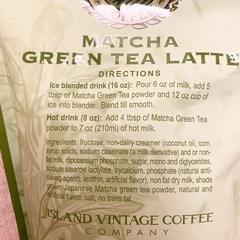 MATCHA
GREEN TEA LATTE
DIRECTIONS
Ice blended drink (16 oz): Pour 6 oz of milk, add 5
tbsp of Matcha Green Tea powder and 12 oz cup of
ice into blender. Blend till smooth.
Hot drink (8 oz): Add 4 tbsp of Matcha Green Tea
powder to 7 oz (210ml) of hot milk.
Ingredients: fructose, non-dairy creamer (coconut oil, corn
syrup solids, sodium caseinate (a milk derivative) and/or non-
fat milk, dipotassium phosphate, sugar, mono and diglycerides,
sodium stearoyl lactylate, tricalcium, phosphate (natural anti-
caking agent), lecithin, artificial flavor), non fat dry milk, shade
grown Japanese Matcha green tea powder, natural and
artificial flavor, salt, no trans fat.
ISLAND VINTAGE COFFEE
COMPANY